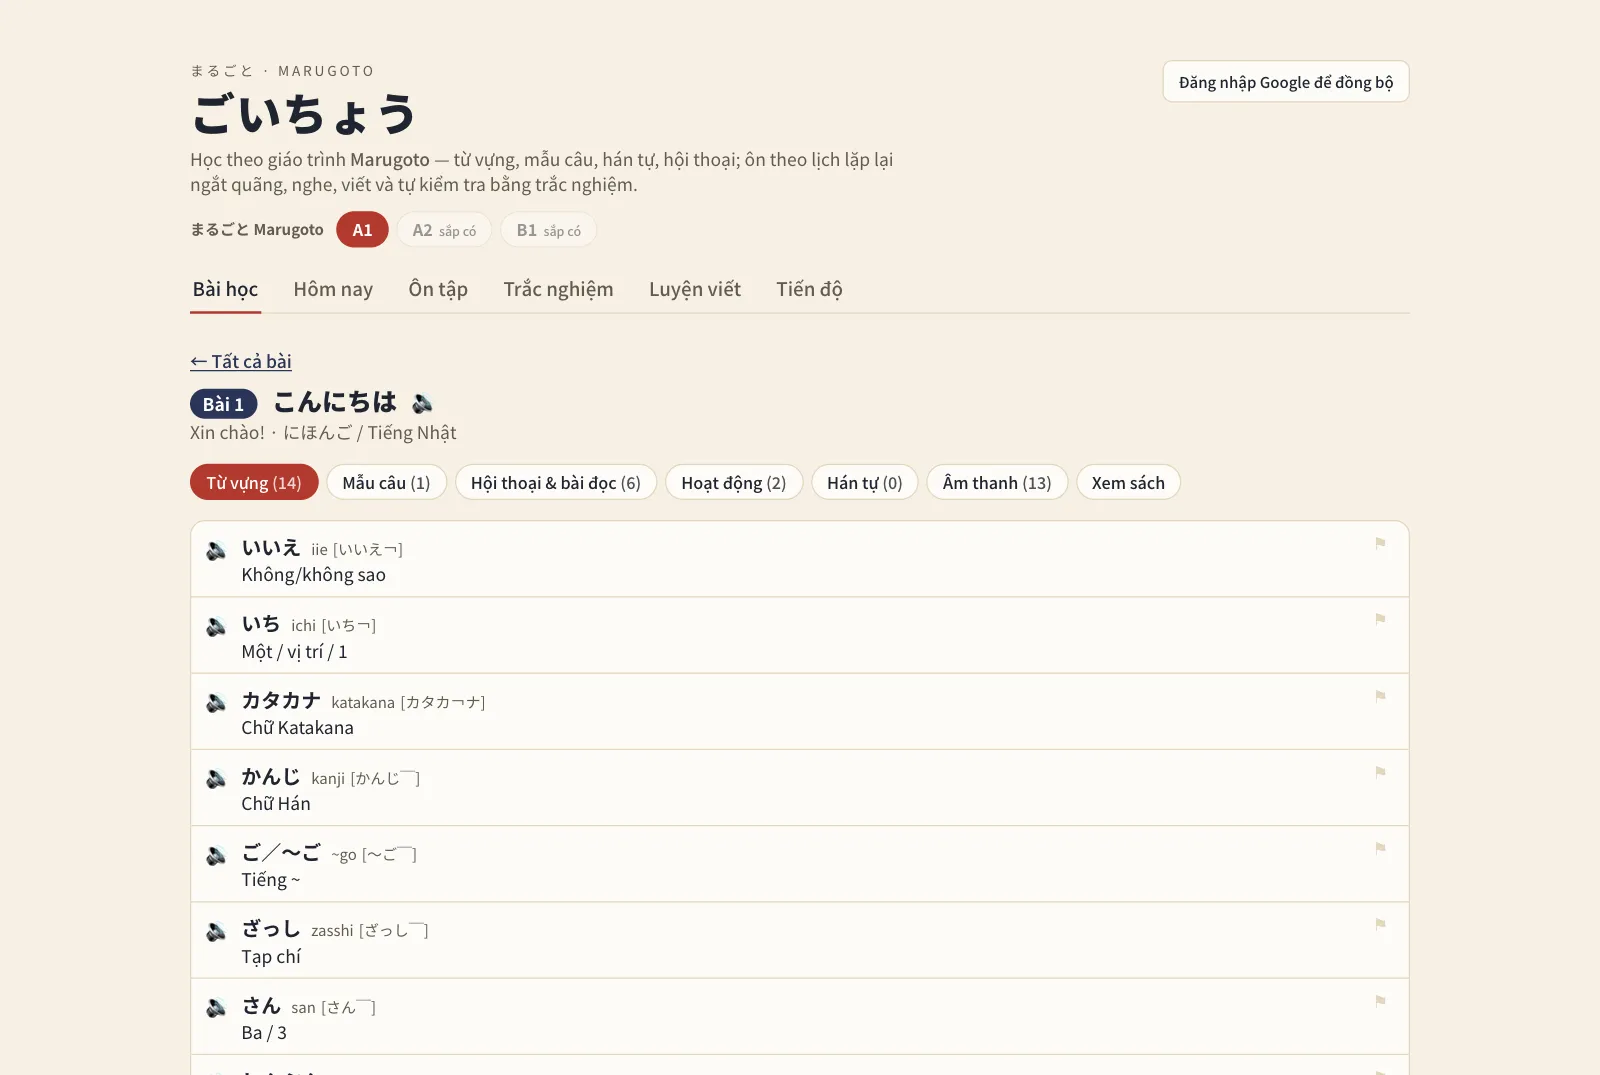 まるごと · MARUGOTO
ごいちょう
Đăng nhập Google để đồng bộ
Học theo giáo trình Marugoto — từ vựng, mẫu câu, hán tự, hội thoại; ôn theo lịch lặp lại
ngắt quãng, nghe, viết và tự kiểm tra bằng trắc nghiệm.
まるごと Marugoto A1 A2 sắp có B1 sắp có
Bài học Hôm nay Ôn tập Trắc nghiệm Luyện viết Tiến độ
← Tất cả bài
Bài 1 こんにちは
Xin chào! · にほんご / Tiếng Nhật
Từ vựng (14) Mẫu câu (1) Hội thoại & bài đọc (6) Hoạt động (2) Hán tự (0) Âm thanh (13) Xem sách
いいえ iie [いいえ￢]
Không/không sao
いち ichi [いち￢]
Một / vị trí / 1
カタカナ katakana [カタカ￢ナ]
Chữ Katakana
かんじ kanji [かんじ￣]
Chữ Hán
ご／〜ご ~go [〜ご￣]
Tiếng ~
ざっし zasshi [ざっし￣]
Tạp chí
さん san [さん￣]
Ba / 3